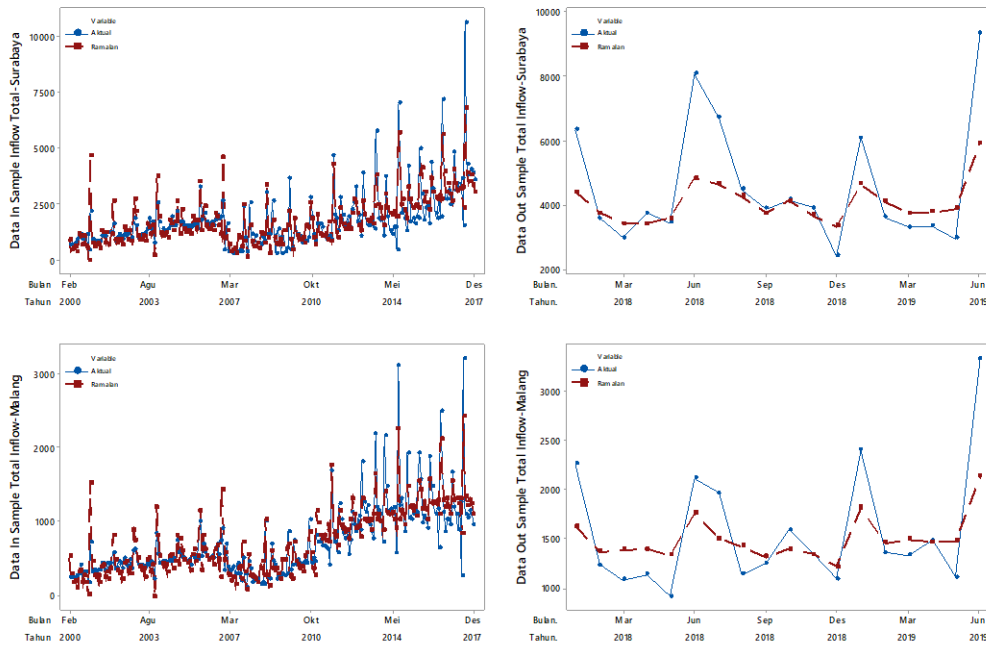 Data In Sample Inflow Total-Surabaya
10000
7500
5000
2500
0
Variable
Aktual
Ramalan
Bulan Feb Agu Mar Okt Mei Des
Tahun 2000 2003 2007 2010 2014 2017
Data Out Sample Total Inflow-Surabaya
10000
8000
6000
4000
2000
Variable
Aktual
Ramalan
Bulan. Mar Jun Sep Des Mar Jun
Tahun 2018 2018 2018 2018 2019 2019
Data In Sample Total Inflow-Malang
3000
2000
1000
0
Variable
Aktual
Ramalan
Bulan Feb Agu Mar Okt Mei Des
Tahun 2000 2003 2007 2010 2014 2017
Data Out Sample Total Inflow-Malang
3000
2500
2000
1500
1000
Variable
Aktual
Ramalan
Bulan. Mar Jun Sep Des Mar Jun
Tahun 2018 2018 2018 2018 2019 2019